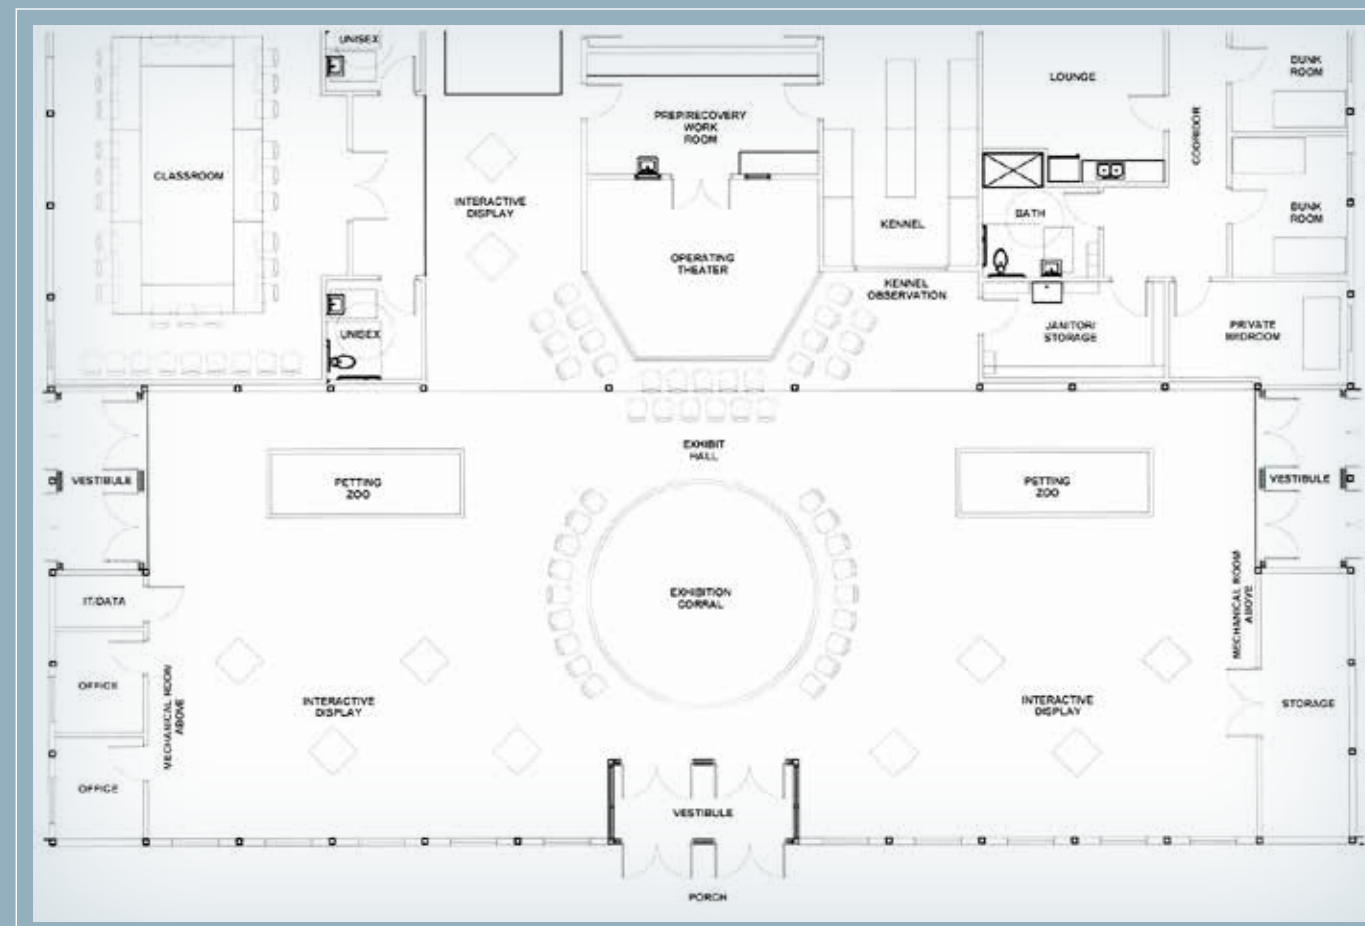 UNISEX
LOUNGE
BUNK
ROOM
PREP/RECOVERY
WORK
ROOM
CORRIDOR
CLASSROOM
INTERACTIVE
DISPLAY
BATH
BUNK
ROOM
KENNEL
OPERATING
THEATER
KENNEL
OBSERVATION
UNISEX
JANITOR/
STORAGE
PRIVATE
BEDROOM
EXHIBIT
HALL
VESTIBULE
PETTING
ZOO
PETTING
ZOO
VESTIBULE
IT/DATA
EXHIBITION
CORRAL
MECHANICAL ROOM
ABOVE
OFFICE
MECHANICAL ROOM
ABOVE
INTERACTIVE
DISPLAY
INTERACTIVE
DISPLAY
STORAGE
OFFICE
VESTIBULE
PORCH